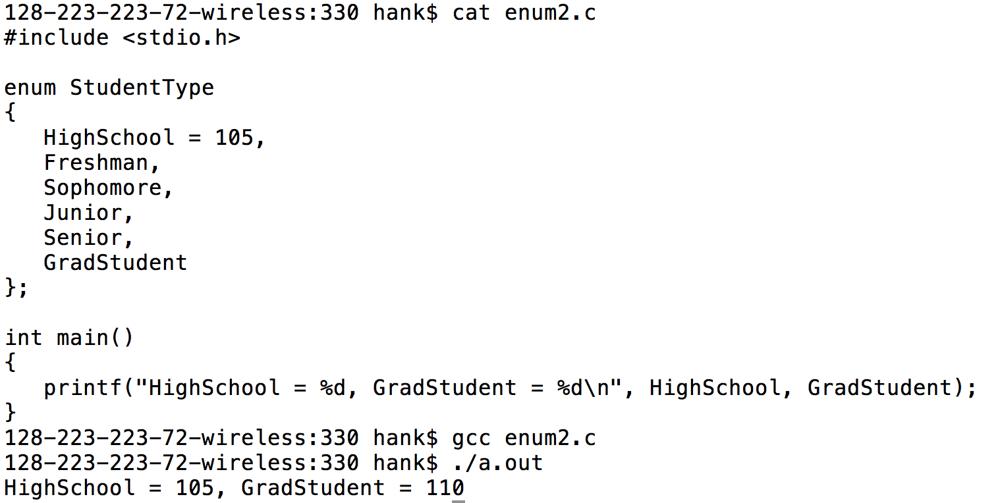 128-223-223-72-wireless:330 hank$ cat enum2.c
#include <stdio.h>

enum StudentType
{
   HighSchool = 105,
   Freshman,
   Sophomore,
   Junior,
   Senior,
   GradStudent
};

int main()
{
   printf("HighSchool = %d, GradStudent = %d\n", HighSchool, GradStudent);
}
128-223-223-72-wireless:330 hank$ gcc enum2.c
128-223-223-72-wireless:330 hank$ ./a.out
HighSchool = 105, GradStudent = 110